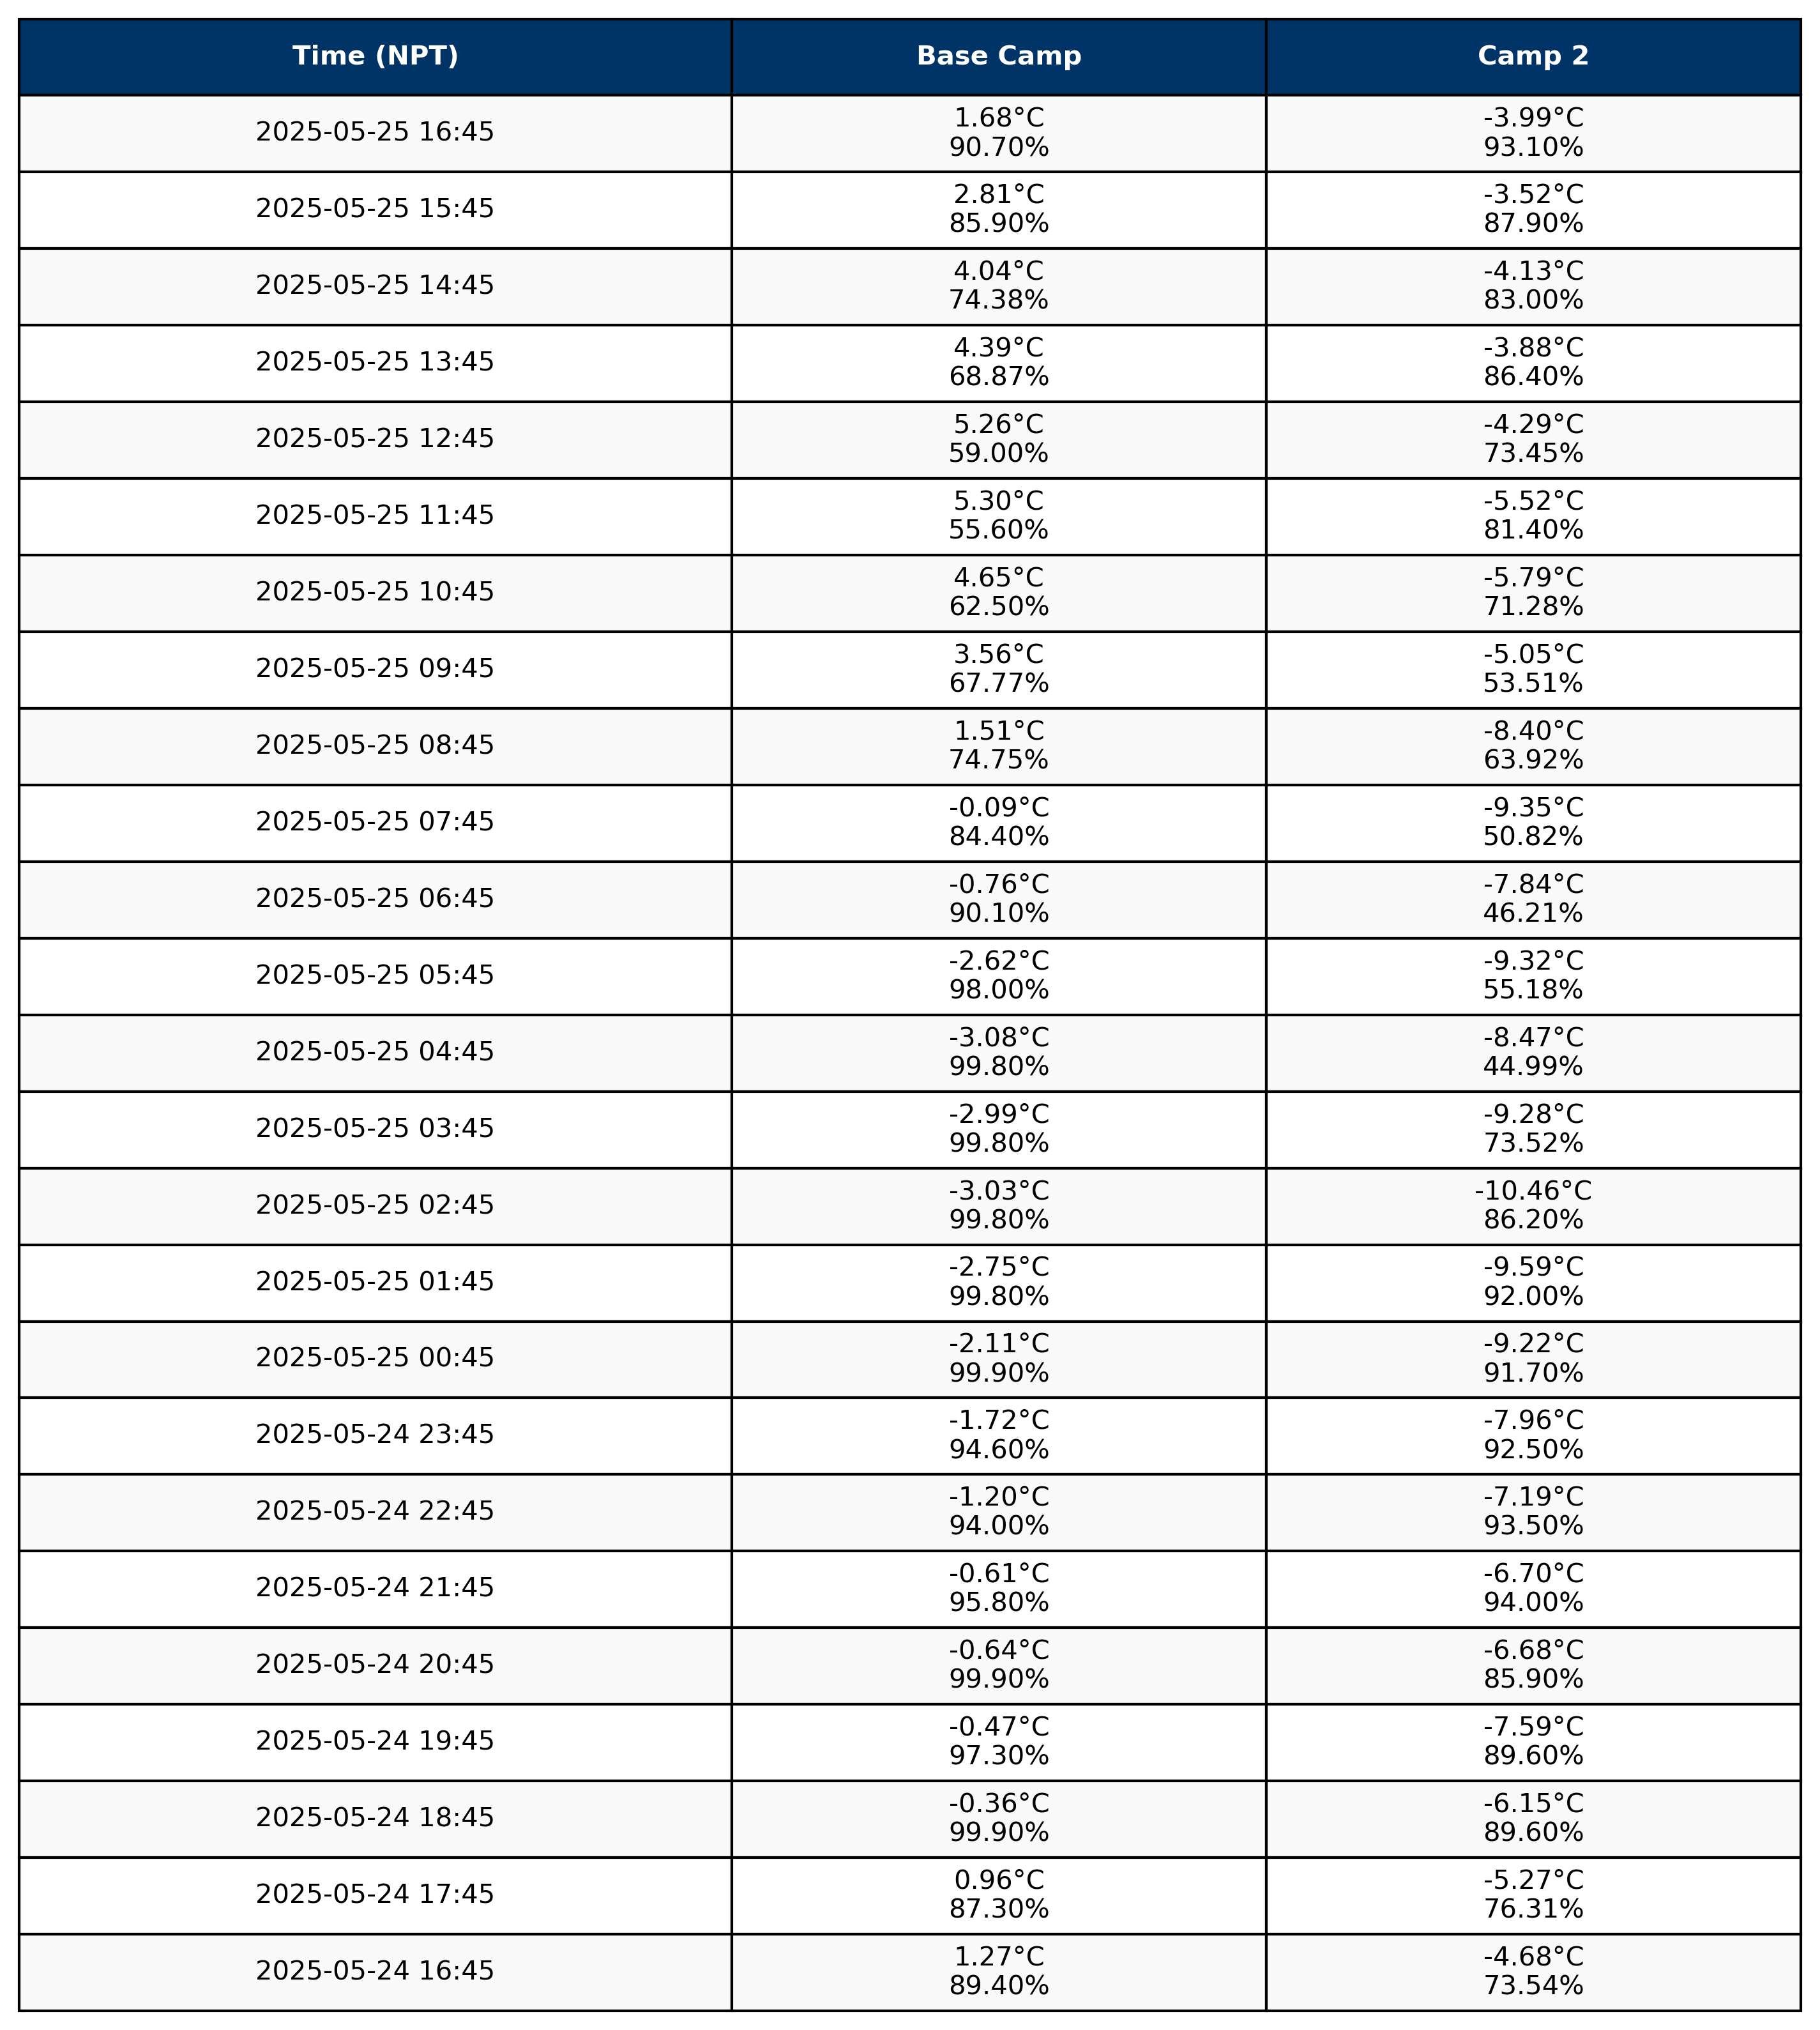 Time (NPT) Base Camp Camp 2
2025-05-25 16:45 1.68°C -3.99°C
90.70% 93.10%
2025-05-25 15:45 2.81°C -3.52°C
85.90% 87.90%
2025-05-25 14:45 4.04°C -4.13°C
74.38% 83.00%
2025-05-25 13:45 4.39°C -3.88°C
68.87% 86.40%
2025-05-25 12:45 5.26°C -4.29°C
59.00% 73.45%
2025-05-25 11:45 5.30°C -5.52°C
55.60% 81.40%
2025-05-25 10:45 4.65°C -5.79°C
62.50% 71.28%
2025-05-25 09:45 3.56°C -5.05°C
67.77% 53.51%
2025-05-25 08:45 1.51°C -8.40°C
74.75% 63.92%
2025-05-25 07:45 -0.09°C -9.35°C
84.40% 50.82%
2025-05-25 06:45 -0.76°C -7.84°C
90.10% 46.21%
2025-05-25 05:45 -2.62°C -9.32°C
98.00% 55.18%
2025-05-25 04:45 -3.08°C -8.47°C
99.80% 44.99%
2025-05-25 03:45 -2.99°C -9.28°C
99.80% 73.52%
2025-05-25 02:45 -3.03°C -10.46°C
99.80% 86.20%
2025-05-25 01:45 -2.75°C -9.59°C
99.80% 92.00%
2025-05-25 00:45 -2.11°C -9.22°C
99.90% 91.70%
2025-05-24 23:45 -1.72°C -7.96°C
94.60% 92.50%
2025-05-24 22:45 -1.20°C -7.19°C
94.00% 93.50%
2025-05-24 21:45 -0.61°C -6.70°C
95.80% 94.00%
2025-05-24 20:45 -0.64°C -6.68°C
99.90% 85.90%
2025-05-24 19:45 -0.47°C -7.59°C
97.30% 89.60%
2025-05-24 18:45 -0.36°C -6.15°C
99.90% 89.60%
2025-05-24 17:45 0.96°C -5.27°C
87.30% 76.31%
2025-05-24 16:45 1.27°C -4.68°C
89.40% 73.54%